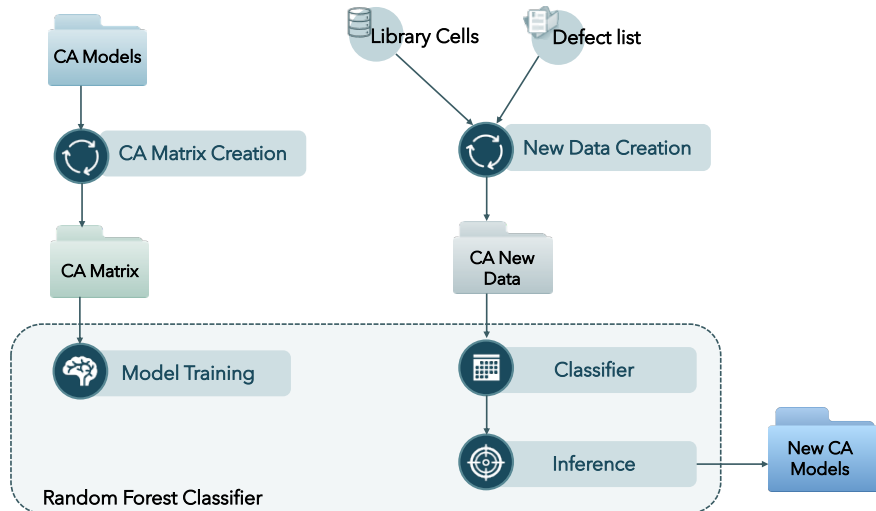 CA Models
Library Cells
Defect list
CA Matrix Creation
New Data Creation
CA Matrix
CA New
Data
Model Training
Classifier
Inference
New CA
Models
Random Forest Classifier